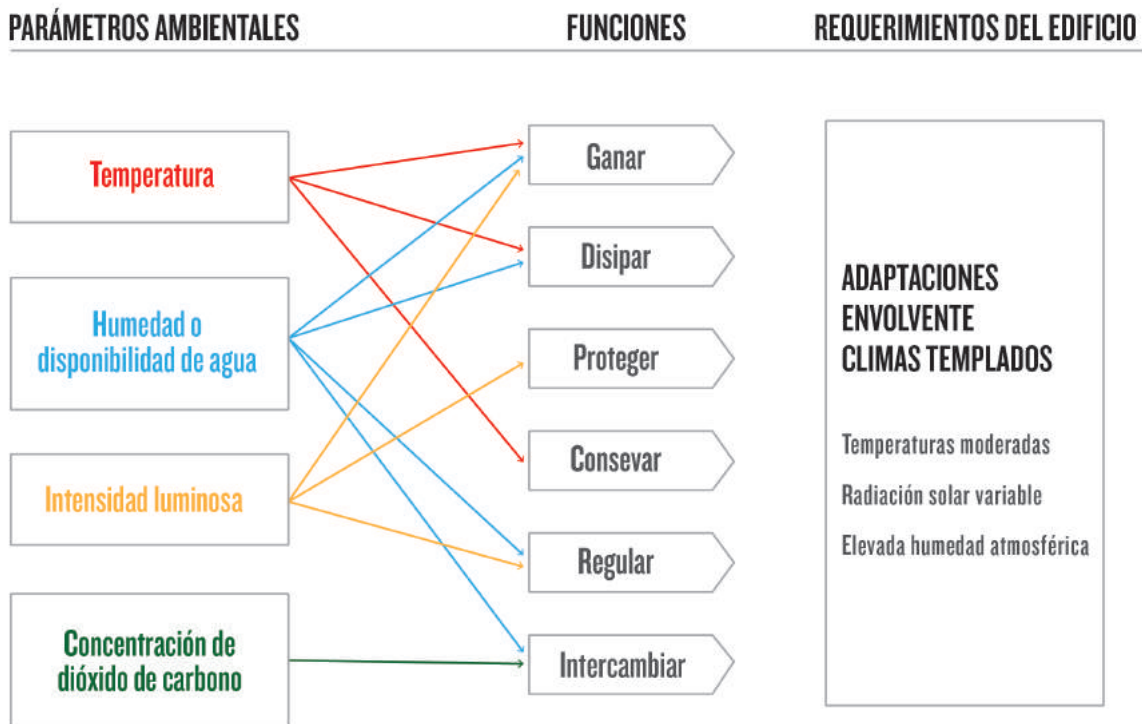 PARÁMETROS AMBIENTALES
FUNCIONES
REQUERIMIENTOS DEL EDIFICIO
Temperatura
Humedad o
disponibilidad de agua
Intensidad luminosa
Concentración de
dióxido de carbono
Ganar
Disipar
Proteger
Consevar
Regular
Intercambiar
ADAPTACIONES
ENVOLVENTE
CLIMAS TEMPLADOS
Temperaturas moderadas
Radiación solar variable
Elevada humedad atmosférica